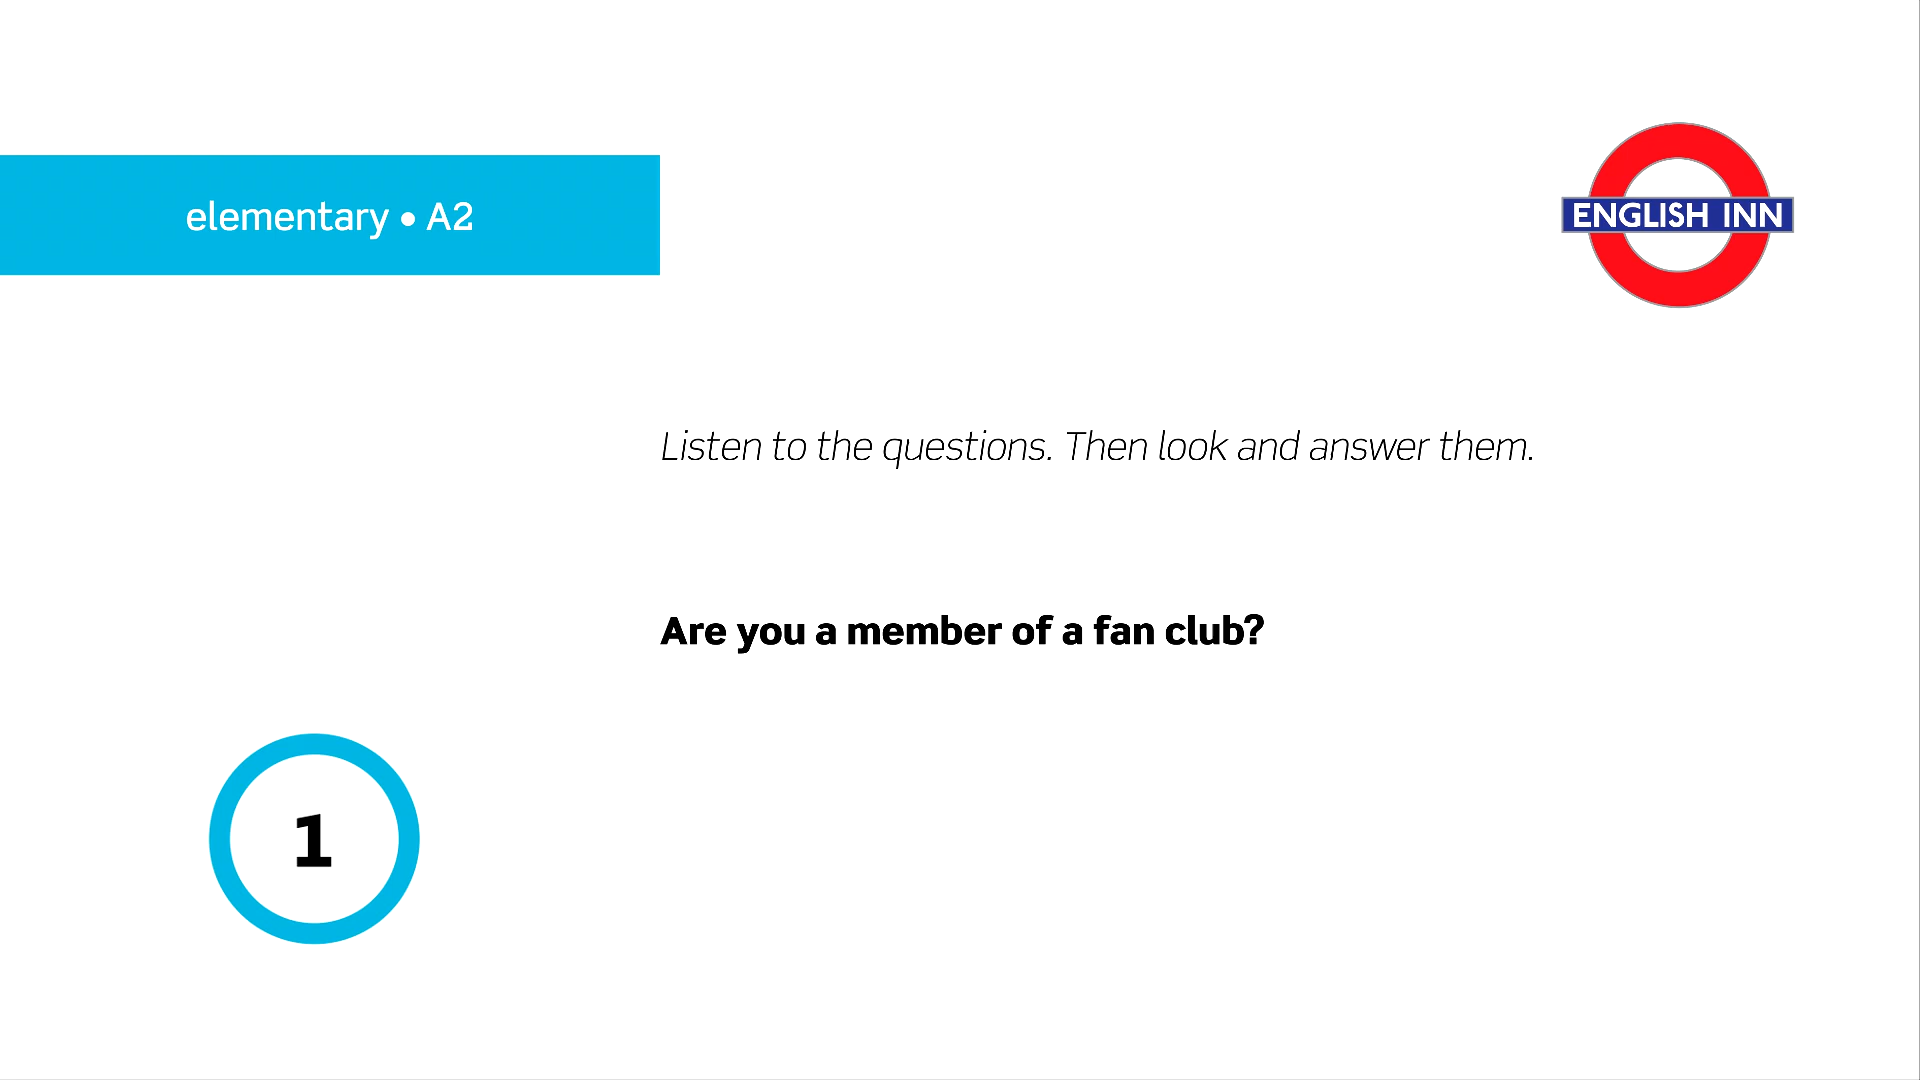 elementary • A2
ENGLISH INN
Listen to the questions. Then look and answer them.
Are you a member of a fan club?
1